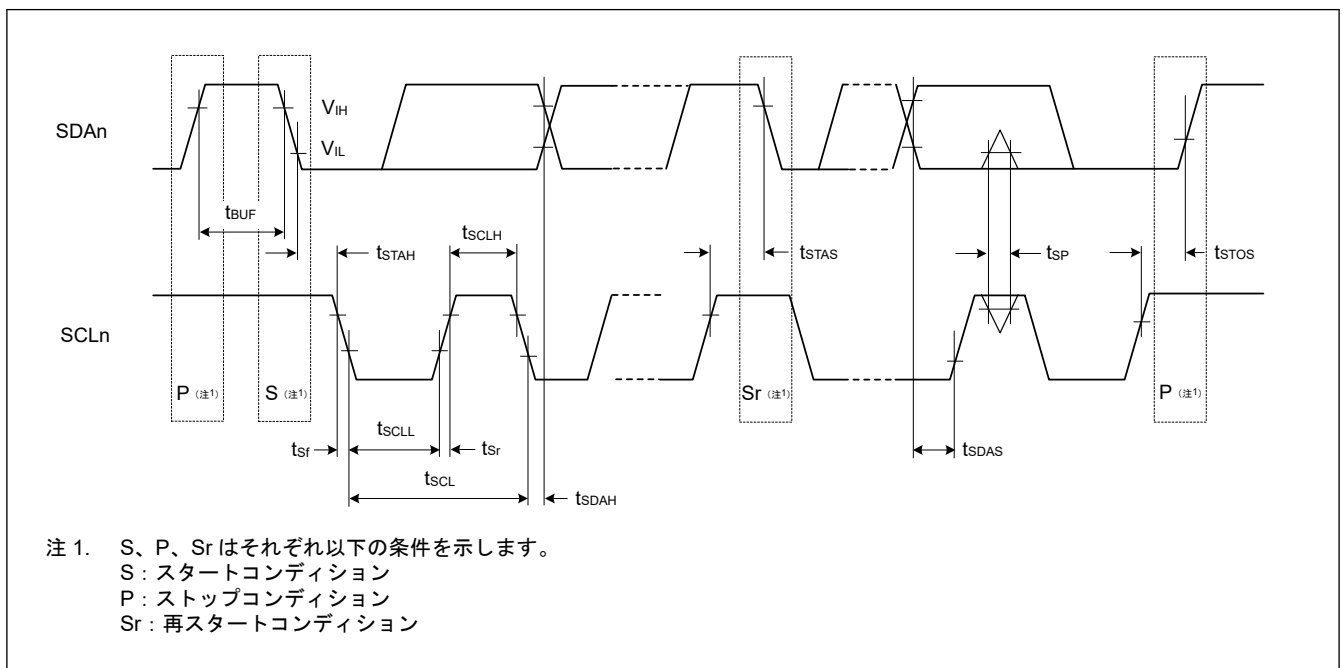 SDAn
VIH
VIL
tBUF
tSTAH
tSCLH
tSTAS
tSP
tSTOS
SCLn
P（注1）
S（注1）
Sr（注1）
P（注1）
tSf
tSCLL
tSr
tSCL
tSDAH
tSDAS
注 1. S、P、Sr はそれぞれ以下の条件を示します。
S：スタートコンディション
P：ストップコンディション
Sr：再スタートコンディション